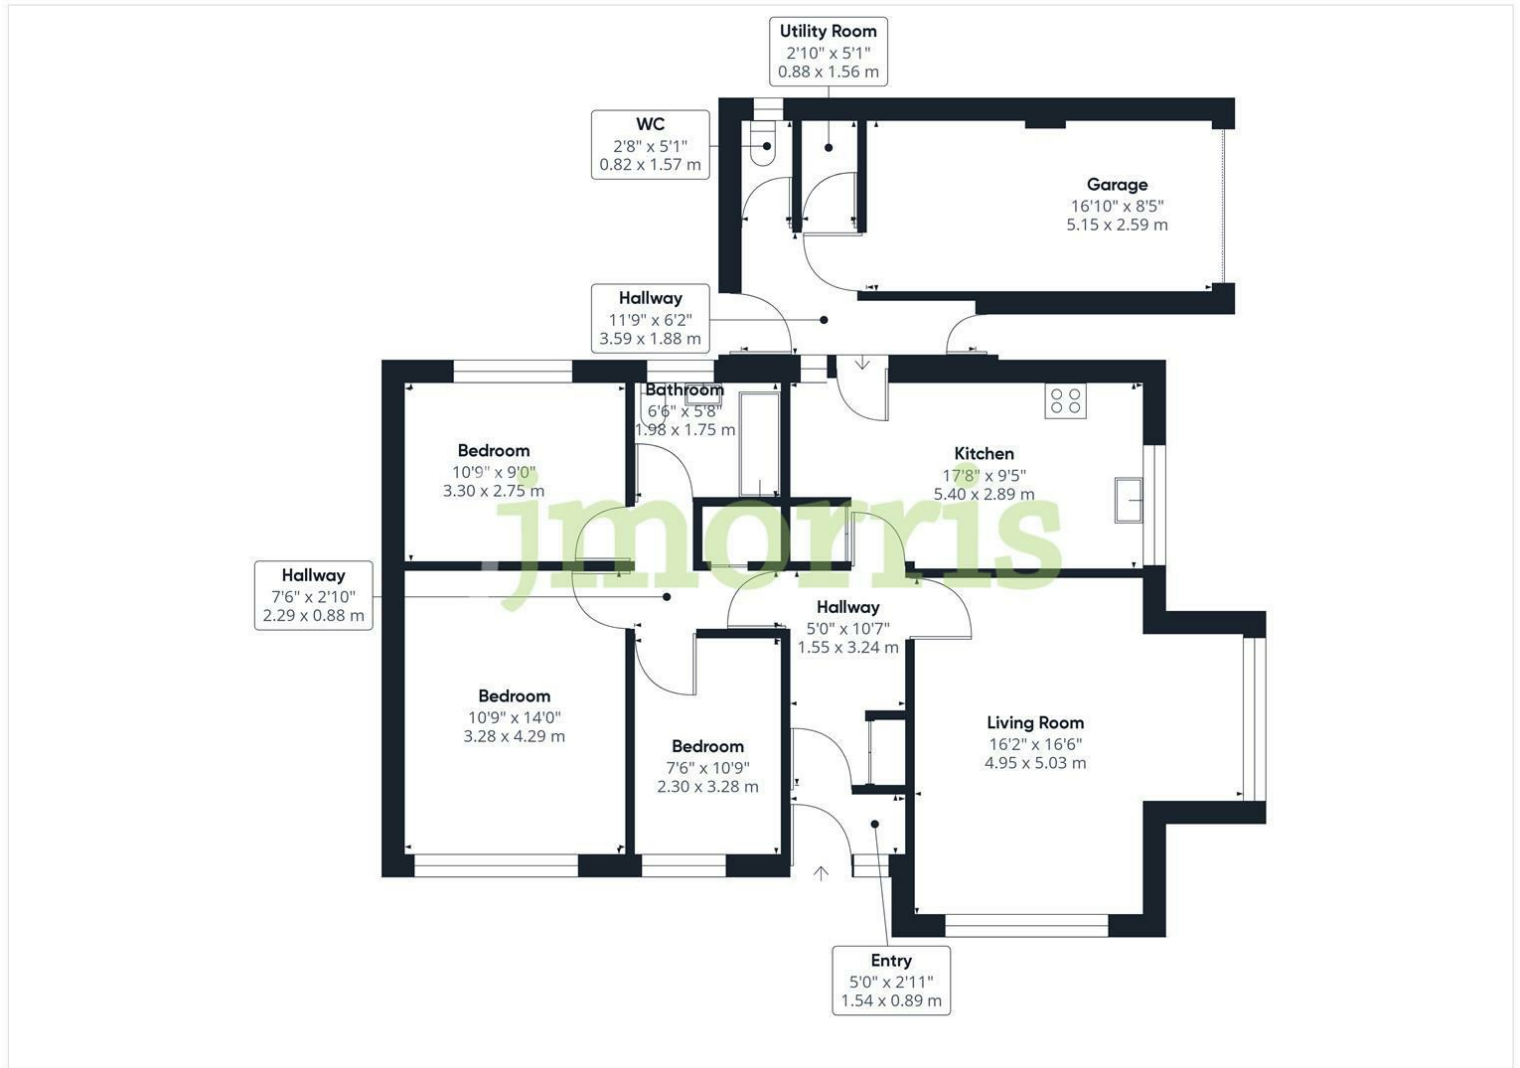 Utility Room
2'10" x 5'1"
0.88 x 1.56 m
WC
2'8" x 5'1"
0.82 x 1.57 m
Garage
16'10" x 8'5"
5.15 x 2.59 m
Hallway
11'9" x 6'2"
3.59 x 1.88 m
Bathroom
6'6" x 5'8"
1.98 x 1.75 m
Bedroom
10'9" x 9'0"
3.30 x 2.75 m
Kitchen
17'8" x 9'5"
5.40 x 2.89 m
jmorris
Hallway
7'6" x 2'10"
2.29 x 0.88 m
Hallway
5'0" x 10'7"
1.55 x 3.24 m
Bedroom
10'9" x 14'0"
3.28 x 4.29 m
Bedroom
7'6" x 10'9"
2.30 x 3.28 m
Living Room
16'2" x 16'6"
4.95 x 5.03 m
Entry
5'0" x 2'11"
1.54 x 0.89 m